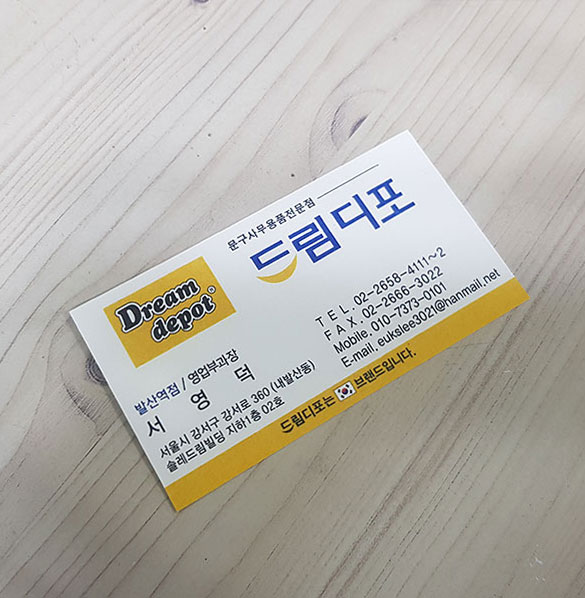 문구사무용품전문점
드림디포
Dream
depot®
TEL. 02-2658-4111~2
FAX. 02-2666-3022
Mobile. 010-7373-0101
E-mail. eukslee3021@hanmail.net
발산역점 / 영업부과장
서 영 덕
서울시 강서구 강서로 360 (내발산동)
솔레드림빌딩 지하1층 02호
드림디포는 브랜드입니다.